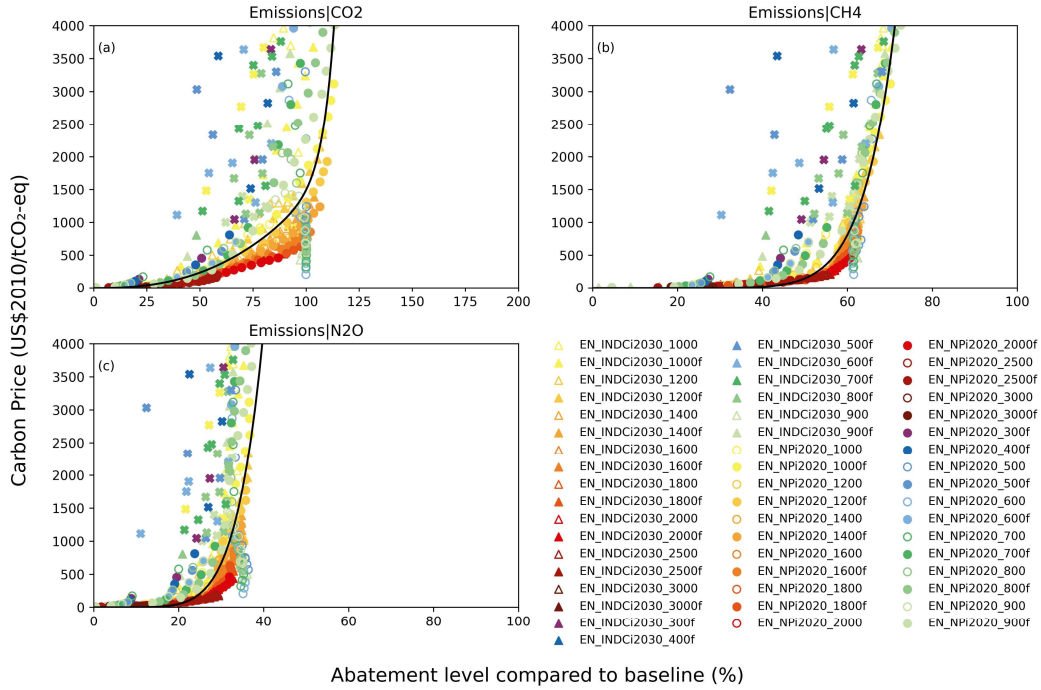 Emissions|CO2
Emissions|CH4
(a)
4000
3500
3000
2500
2000
1500
1000
500
0
0 25 50 75 100 125 150 175 200
(b)
4000
3500
3000
2500
2000
1500
1000
500
0
0 20 40 60 80 100
Emissions|N2O
(c)
4000
3500
3000
2500
2000
1500
1000
500
0
0 20 40 60 80 100
Carbon Price (US$2010/tCO₂-eq)
Abatement level compared to baseline (%)
EN_INDCi2030_1000
EN_INDCi2030_1000f
EN_INDCi2030_1200
EN_INDCi2030_1200f
EN_INDCi2030_1400
EN_INDCi2030_1400f
EN_INDCi2030_1600
EN_INDCi2030_1600f
EN_INDCi2030_1800
EN_INDCi2030_1800f
EN_INDCi2030_2000
EN_INDCi2030_2000f
EN_INDCi2030_2500
EN_INDCi2030_2500f
EN_INDCi2030_3000
EN_INDCi2030_3000f
EN_INDCi2030_300f
EN_INDCi2030_400f
EN_INDCi2030_500f
EN_INDCi2030_600f
EN_INDCi2030_700f
EN_INDCi2030_800f
EN_INDCi2030_900
EN_INDCi2030_900f
EN_NPi2020_1000
EN_NPi2020_1000f
EN_NPi2020_1200
EN_NPi2020_1200f
EN_NPi2020_1400
EN_NPi2020_1400f
EN_NPi2020_1600
EN_NPi2020_1600f
EN_NPi2020_1800
EN_NPi2020_1800f
EN_NPi2020_2000
EN_NPi2020_2000f
EN_NPi2020_2500
EN_NPi2020_2500f
EN_NPi2020_3000
EN_NPi2020_3000f
EN_NPi2020_300f
EN_NPi2020_400f
EN_NPi2020_500
EN_NPi2020_500f
EN_NPi2020_600
EN_NPi2020_600f
EN_NPi2020_700
EN_NPi2020_700f
EN_NPi2020_800
EN_NPi2020_800f
EN_NPi2020_900
EN_NPi2020_900f